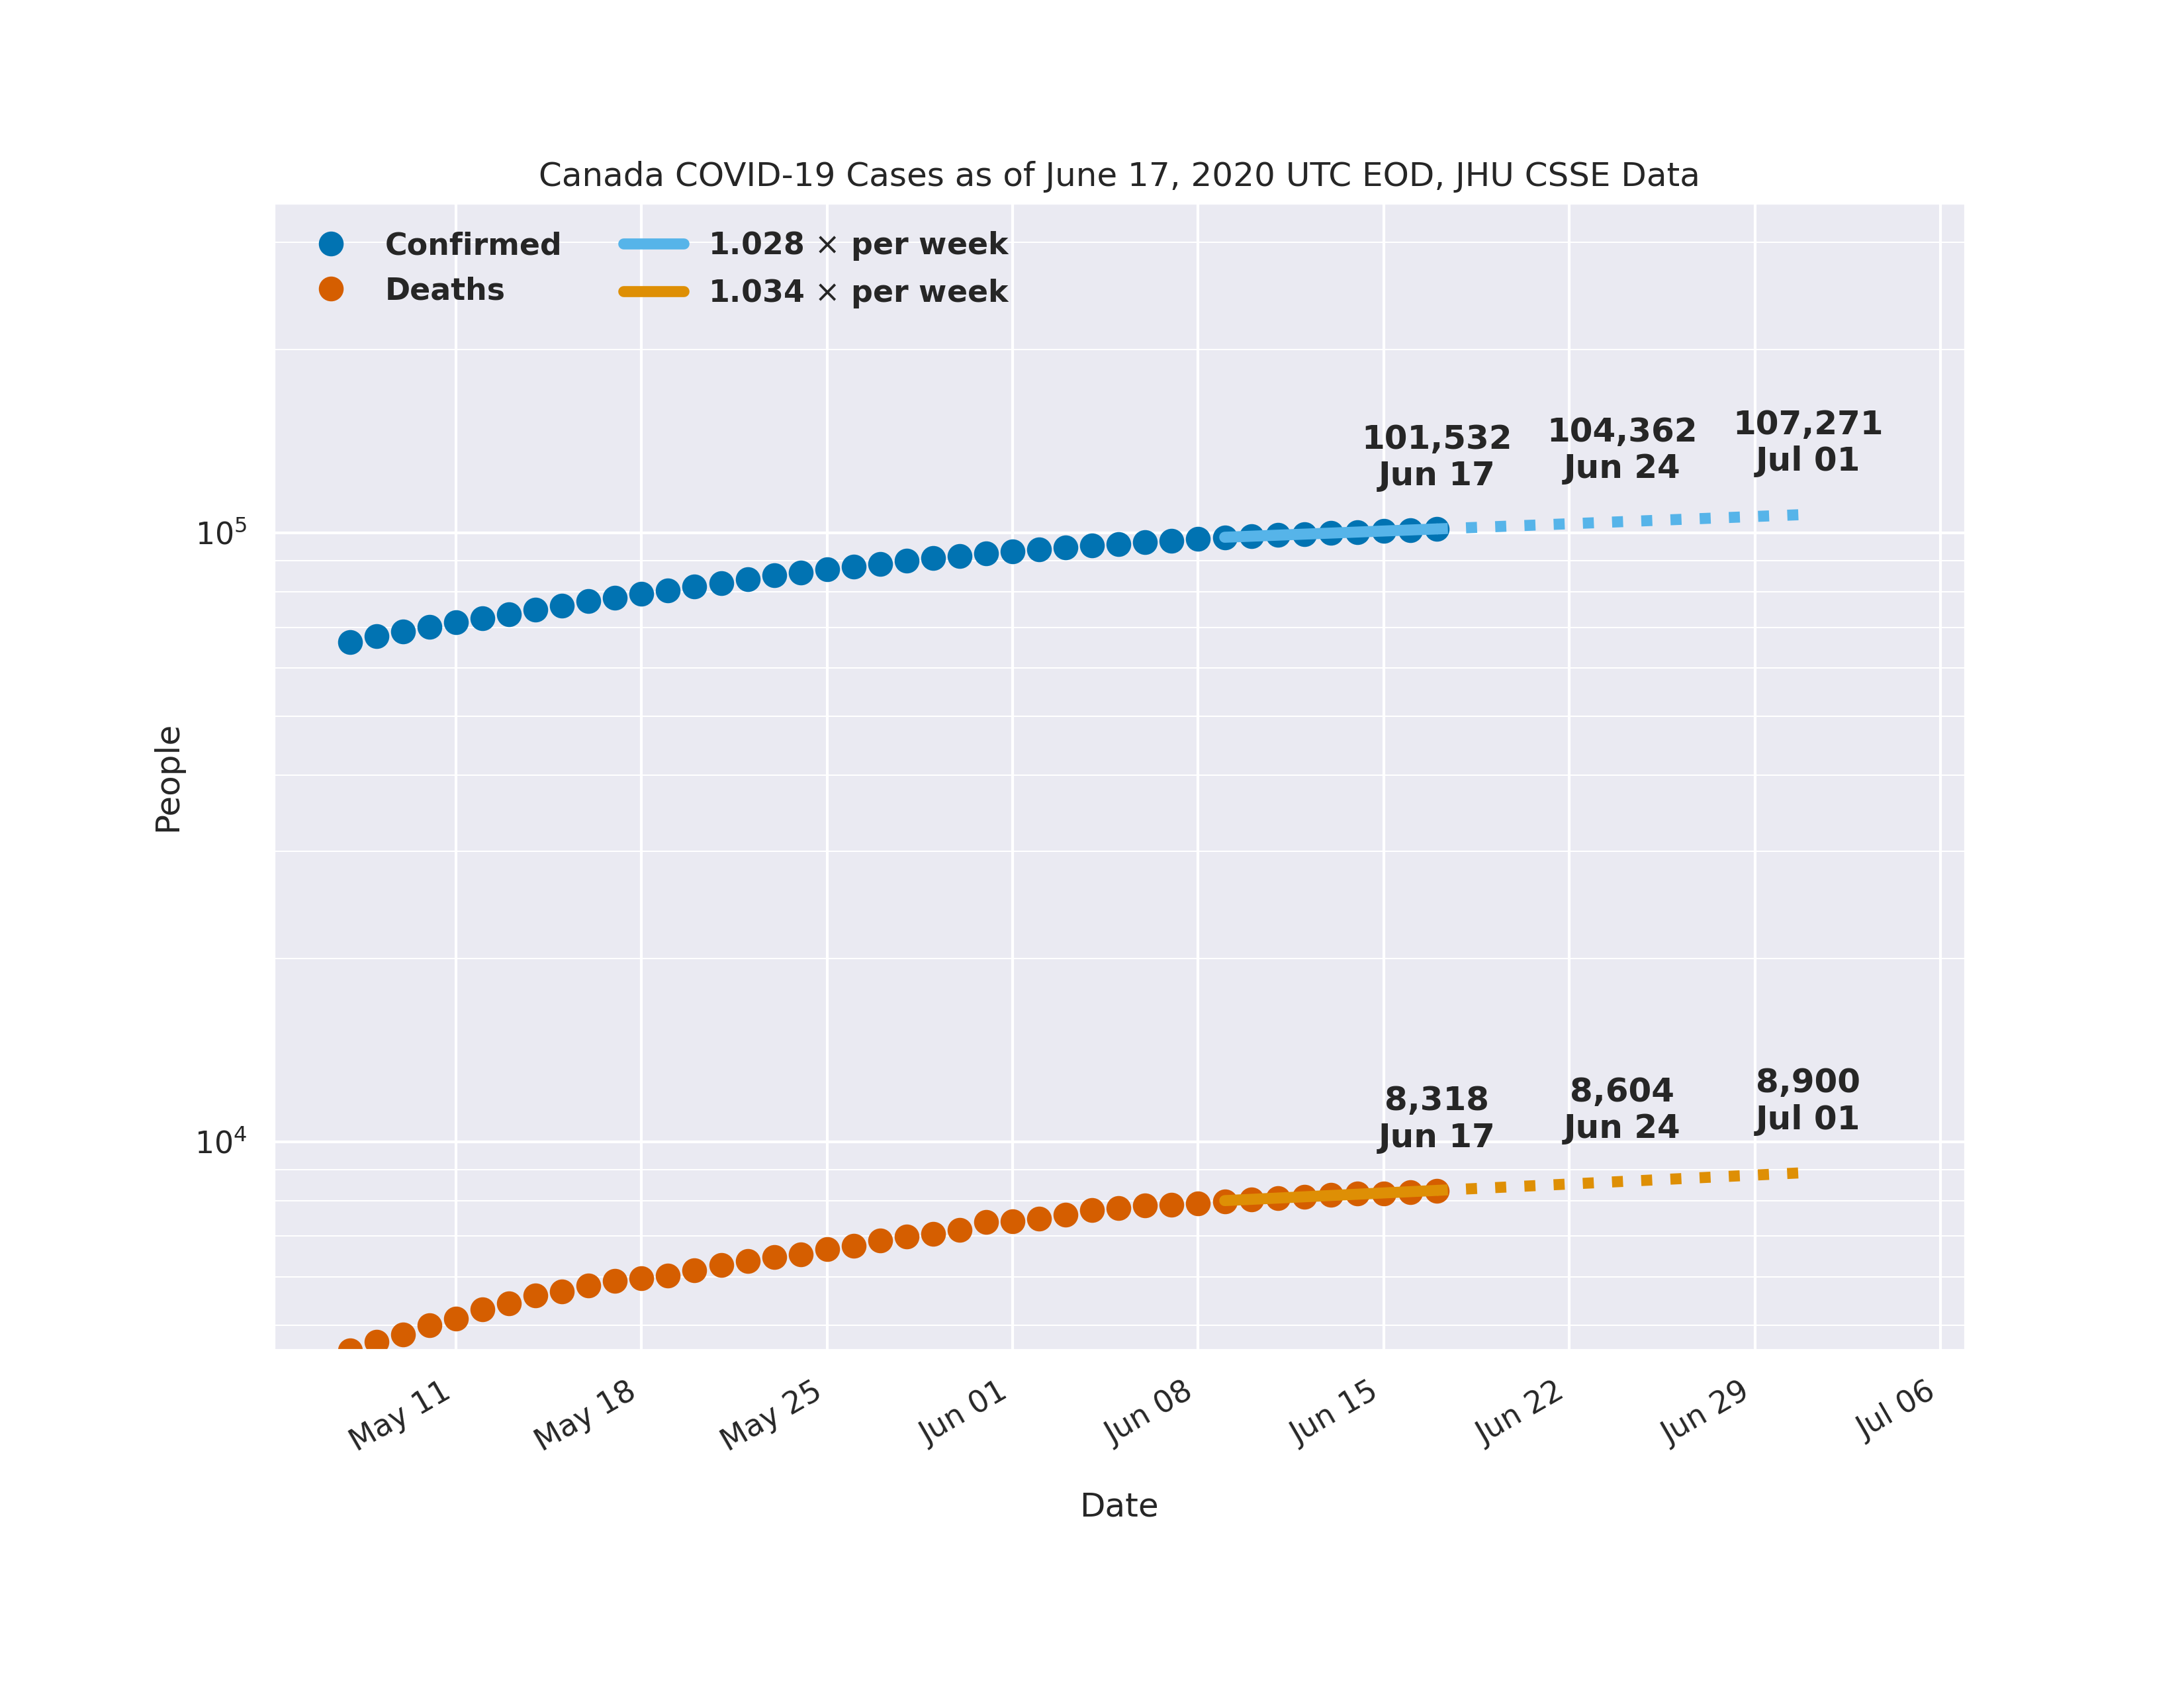 Canada COVID-19 Cases as of June 17, 2020 UTC EOD, JHU CSSE Data
Confirmed
Deaths
1.028 × per week
1.034 × per week
101,532
Jun 17
104,362
Jun 24
107,271
Jul 01
10⁵
People
8,318
Jun 17
8,604
Jun 24
8,900
Jul 01
10⁴
May 11
May 18
May 25
Jun 01
Jun 08
Jun 15
Jun 22
Jun 29
Jul 06
Date